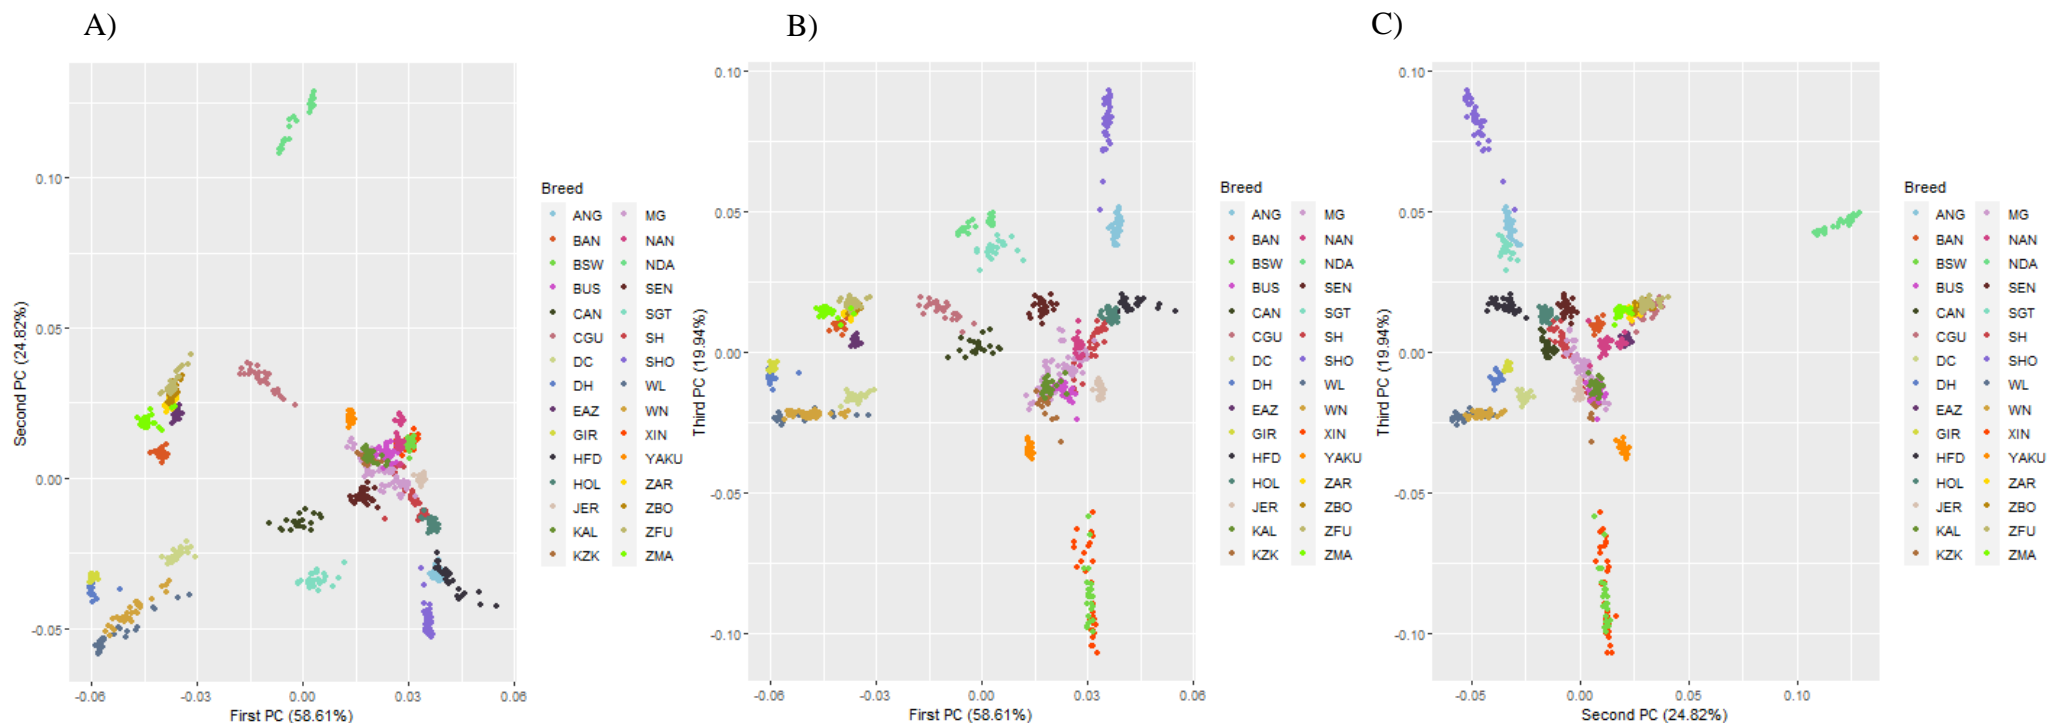 A)
B)
C)
0.10
0.05
0.00
-0.05
Second PC (24.82%)
-0.06
-0.03
0.00
0.03
0.06
First PC (58.61%)
Breed
ANG MG
BAN NAN
BSW NDA
BUS SEN
CAN SGT
CGU SH
DC SHO
DH WL
EAZ WN
GIR XIN
HFD YAKU
HOL ZAR
JER ZBO
KAL ZFU
KZK ZMA
0.10
0.05
0.00
-0.05
-0.10
Third PC (19.94%)
-0.06
-0.03
0.00
0.03
0.06
First PC (58.61%)
Breed
ANG MG
BAN NAN
BSW NDA
BUS SEN
CAN SGT
CGU SH
DC SHO
DH WL
EAZ WN
GIR XIN
HFD YAKU
HOL ZAR
JER ZBO
KAL ZFU
KZK ZMA
0.10
0.05
0.00
-0.05
-0.10
Third PC (19.94%)
-0.05
0.00
0.05
0.10
Second PC (24.82%)
Breed
ANG MG
BAN NAN
BSW NDA
BUS SEN
CAN SGT
CGU SH
DC SHO
DH WL
EAZ WN
GIR XIN
HFD YAKU
HOL ZAR
JER ZBO
KAL ZFU
KZK ZMA